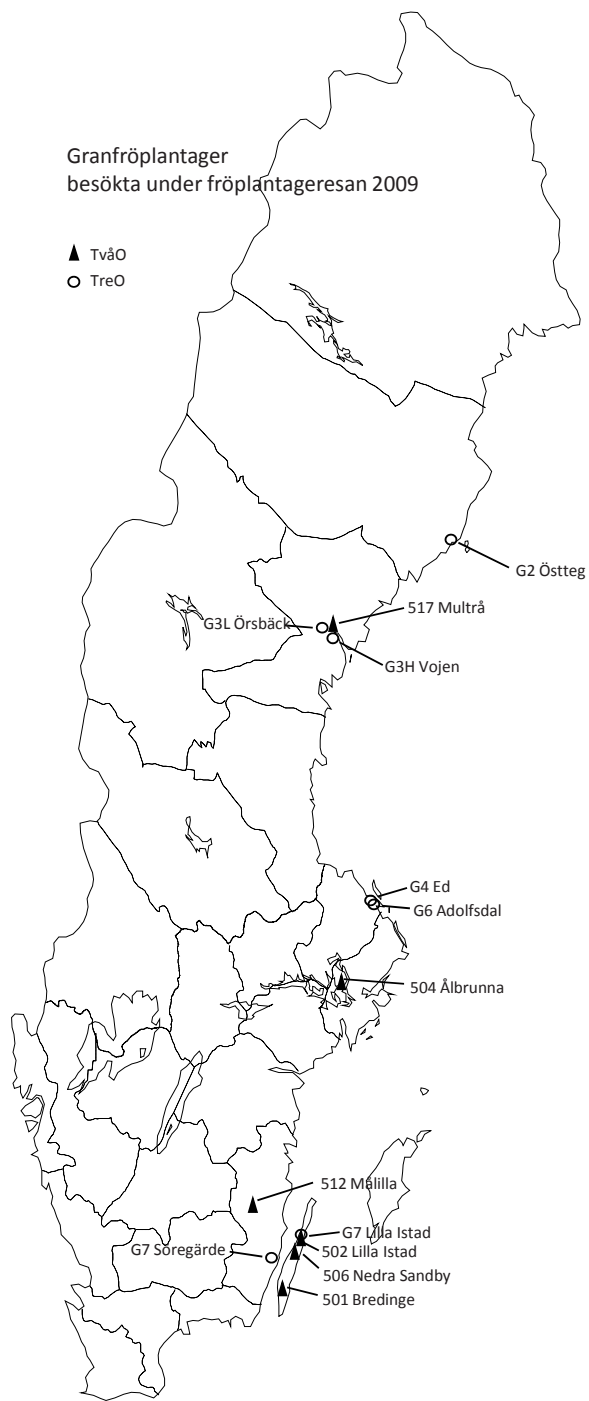 Granfröplantager
besökta under fröplantageresan 2009
TvåO
TreO
G2 Östteg
517 Multrå
G3L Örsbäck
G3H Vojen
G4 Ed
G6 Adolfsdal
504 Ålbrunna
512 Målilla
G7 Lilla Istad
G7 Söregärde
502 Lilla Istad
506 Nedra Sandby
501 Bredinge